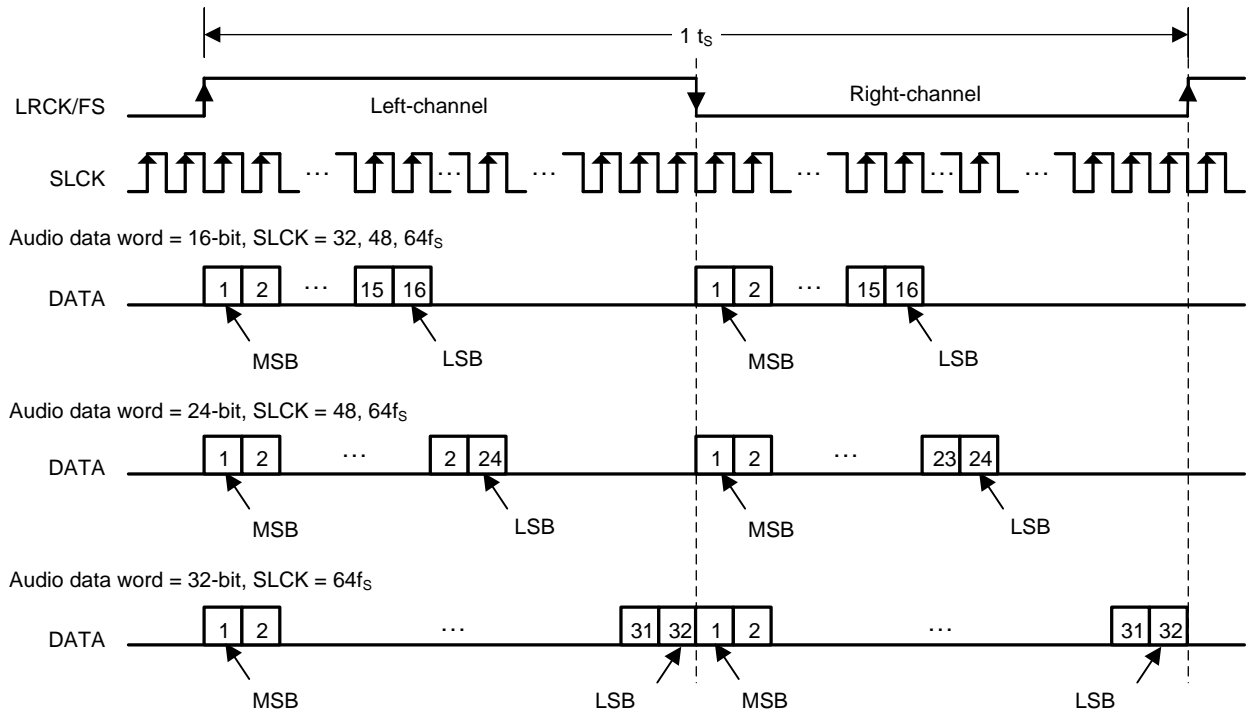 1 tS
LRCK/FS
Left-channel
Right-channel
SLCK
... ... ... ... ... ...
Audio data word = 16-bit, SLCK = 32, 48, 64fS
DATA
1 2 ... 15 16 1 2 ... 15 16
MSB LSB MSB LSB
Audio data word = 24-bit, SLCK = 48, 64fS
DATA
1 2 ... 2 24 1 2 ... 23 24
MSB LSB MSB LSB
Audio data word = 32-bit, SLCK = 64fS
DATA
1 2 ... 31 32 1 2 ... 31 32
MSB LSB MSB LSB